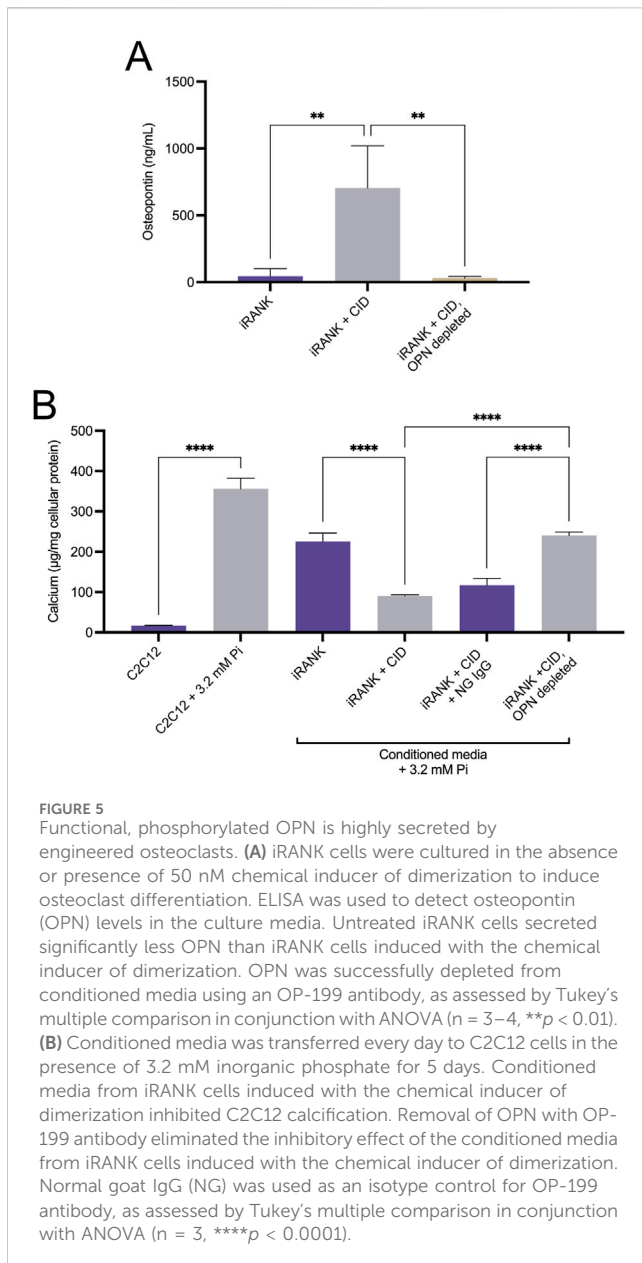 A
Osteopontin (ng/mL)
1500
1000
500
0
**
**
iRANK
iRANK + CID
iRANK + CID,
OPN depleted
B
Calcium (µg/mg cellular protein)
500
400
300
200
100
0
****
****
****
****
C2C12
C2C12 + 3.2 mM Pi
iRANK
iRANK + CID
iRANK + CID
+ NG IgG
iRANK +CID,
OPN depleted
Conditioned media
+ 3.2 mM Pi
FIGURE 5
Functional, phosphorylated OPN is highly secreted by
engineered osteoclasts. (A) iRANK cells were cultured in the absence
or presence of 50 nM chemical inducer of dimerization to induce
osteoclast differentiation. ELISA was used to detect osteopontin
(OPN) levels in the culture media. Untreated iRANK cells secreted
significantly less OPN than iRANK cells induced with the chemical
inducer of dimerization. OPN was successfully depleted from
conditioned media using an OP-199 antibody, as assessed by Tukey's
multiple comparison in conjunction with ANOVA (n = 3–4, **p < 0.01).
(B) Conditioned media was transferred every day to C2C12 cells in the
presence of 3.2 mM inorganic phosphate for 5 days. Conditioned
media from iRANK cells induced with the chemical inducer of
dimerization inhibited C2C12 calcification. Removal of OPN with OP-
199 antibody eliminated the inhibitory effect of the conditioned media
from iRANK cells induced with the chemical inducer of dimerization.
Normal goat IgG (NG) was used as an isotype control for OP-199
antibody, as assessed by Tukey's multiple comparison in conjunction
with ANOVA (n = 3, ****p < 0.0001).